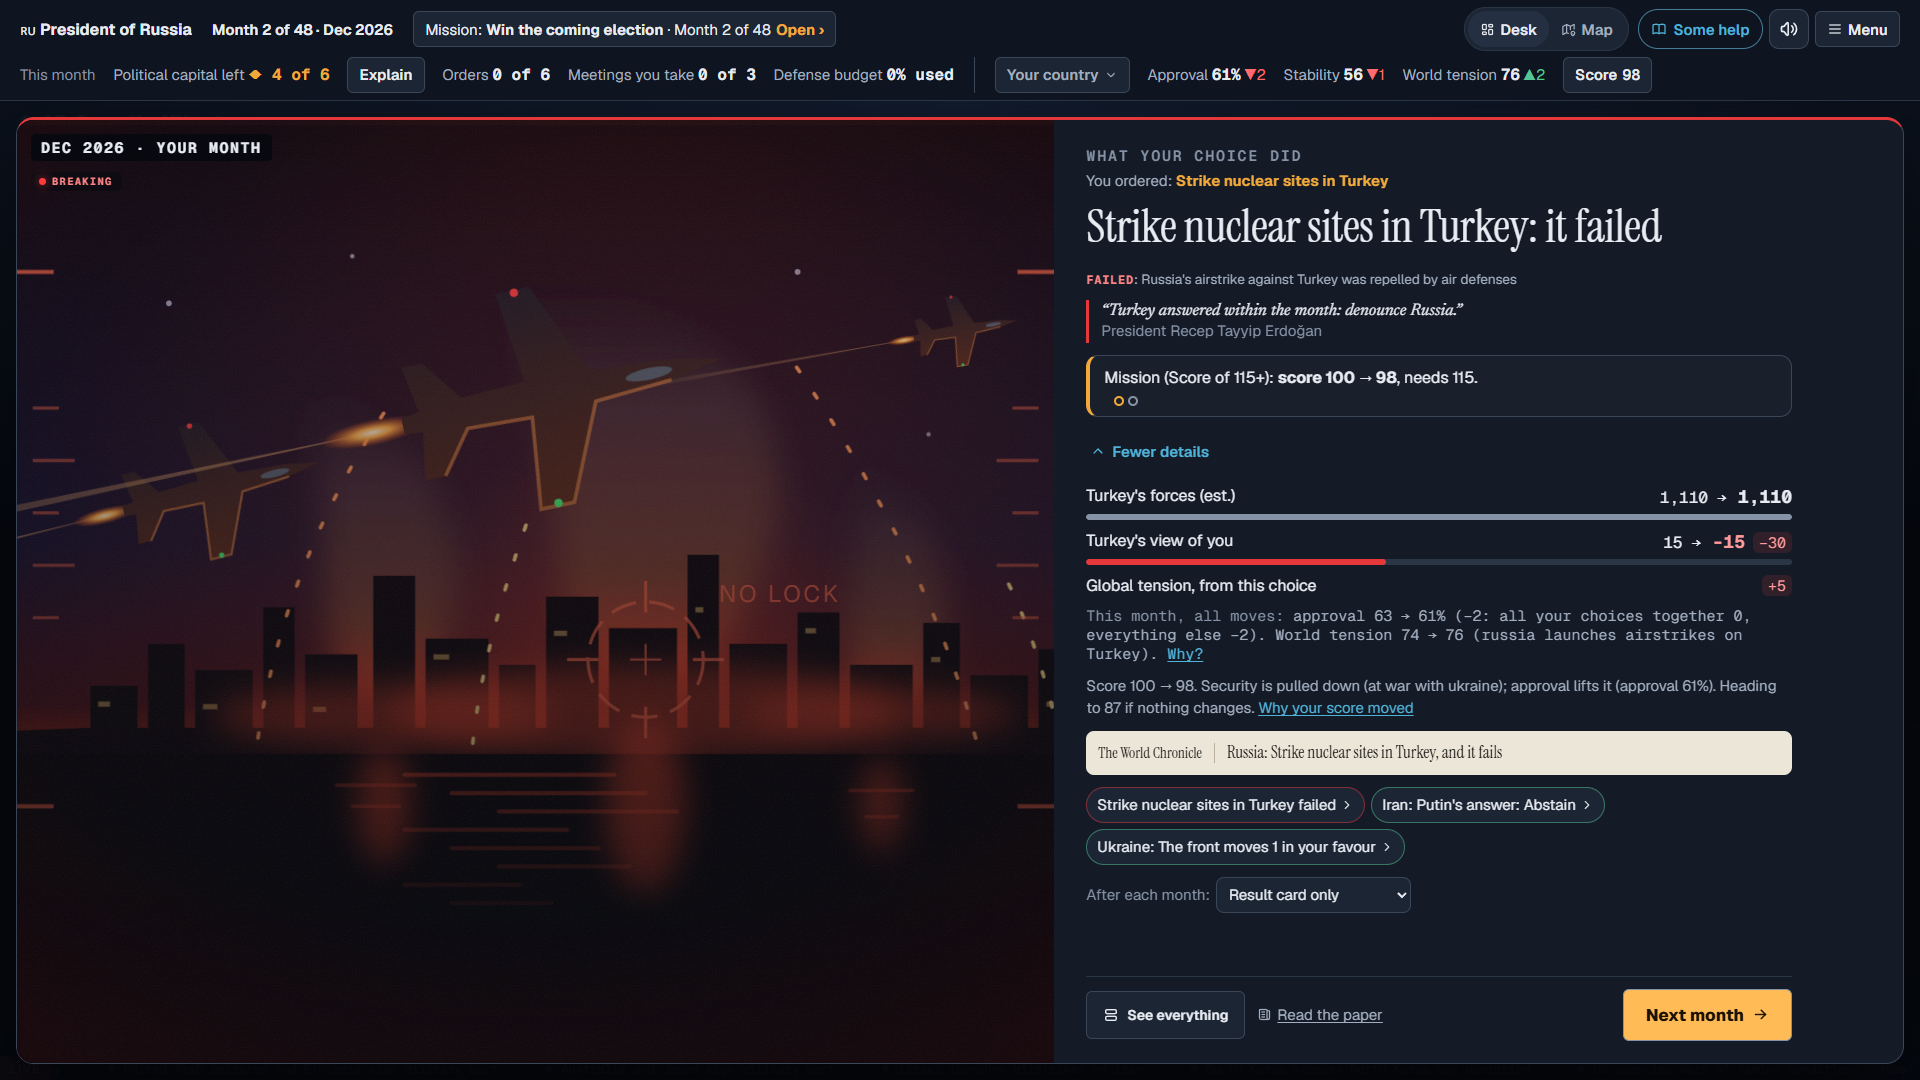 RU President of Russia
Month 2 of 48 · Dec 2026
Mission: Win the coming election · Month 2 of 48 Open ›
Desk
Map
Some help
Menu
This month
Political capital left ◆ 4 of 6
Explain
Orders 0 of 6
Meetings you take 0 of 3
Defense budget 0% used
Your country
Approval 61% ▼2
Stability 56 ▼1
World tension 76 ▲2
Score 98
DEC 2026 · YOUR MONTH
BREAKING
NO LOCK
WHAT YOUR CHOICE DID
You ordered: Strike nuclear sites in Turkey
Strike nuclear sites in Turkey: it failed
FAILED: Russia's airstrike against Turkey was repelled by air defenses
“Turkey answered within the month: denounce Russia.”
President Recep Tayyip Erdoğan
Mission (Score of 115+): score 100 → 98, needs 115.
Fewer details
Turkey's forces (est.) 1,110 → 1,110
Turkey's view of you 15 → -15 −30
Global tension, from this choice +5
This month, all moves: approval 63 → 61% (−2: all your choices together 0,
everything else −2). World tension 74 → 76 (russia launches airstrikes on
Turkey). Why?
Score 100 → 98. Security is pulled down (at war with ukraine); approval lifts it (approval 61%). Heading
to 87 if nothing changes. Why your score moved
The World Chronicle | Russia: Strike nuclear sites in Turkey, and it fails
Strike nuclear sites in Turkey failed ›
Iran: Putin's answer: Abstain ›
Ukraine: The front moves 1 in your favour ›
After each month: Result card only
See everything
Read the paper
Next month →